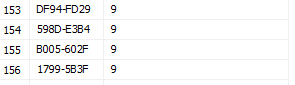 153 DF94-FD29 9
154 598D-E3B4 9
155 B005-602F 9
156 1799-5B3F 9